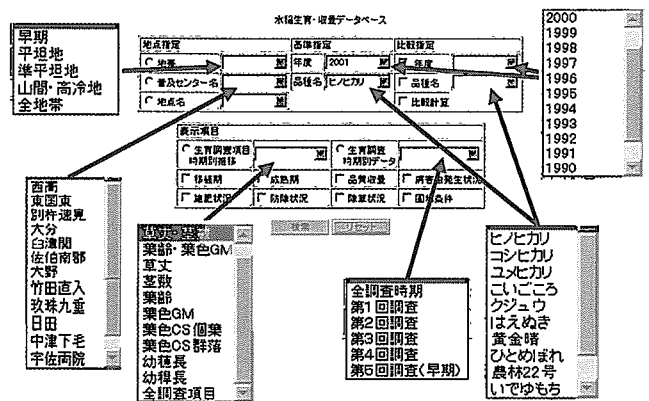 水稲生育・収量データベース
早期
平坦地
準平坦地
山間・高冷地
全地帯
地点指定
基準指定
比較指定
地帯
年度 2001
年度
普及センター名
品種名 ヒノヒカリ
品種名
地点名
比較計算
2000
1999
1998
1997
1996
1995
1994
1993
1992
1991
1990
表示項目
生育調査項目
時期別推移
生育調査
時期別データ
移植期
成熟期
品質収量
病害虫発生状況
施肥状況
防除状況
除草状況
圃場条件
検索
リセット
西高
東国東
別杵速見
大分
臼津関
佐伯南郡
大野
竹田直入
玖珠九重
日田
中津下毛
宇佐両院
葉齢・葉色GM
草丈
茎数
葉齢
葉色GM
葉色CS個葉
葉色CS群落
幼穂長
幼稈長
全調査項目
全調査時期
第1回調査
第2回調査
第3回調査
第4回調査
第5回調査(早期)
ヒノヒカリ
コシヒカリ
ユメヒカリ
こいごころ
クジュウ
はえぬき
黄金晴
ひとめぼれ
農林22号
いでゆもち